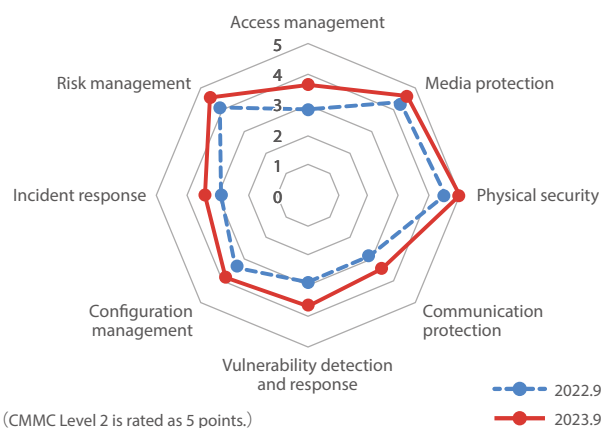 Access management
5
4
3
2
1
0
Risk management
Media protection
Incident response
Physical security
Configuration
management
Communication
protection
Vulnerability detection
and response
(CMMC Level 2 is rated as 5 points.)
2022.9
2023.9